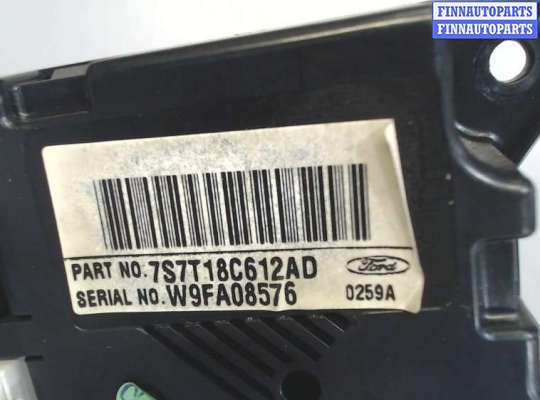 FINNAUTOPARTS
FINNAUTOPARTS
PART NO. 7S7T18C612AD
Ford
SERIAL NO. W9FA08576
0259A